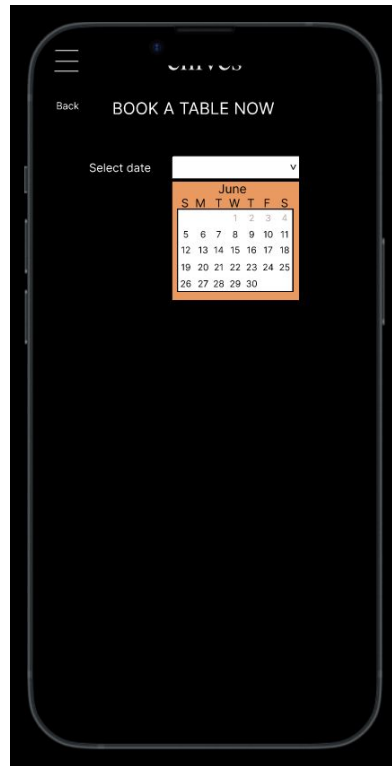 Back BOOK A TABLE NOW
Select date v
June
S M T W T F S
1 2 3 4
5 6 7 8 9 10 11
12 13 14 15 16 17 18
19 20 21 22 23 24 25
26 27 28 29 30